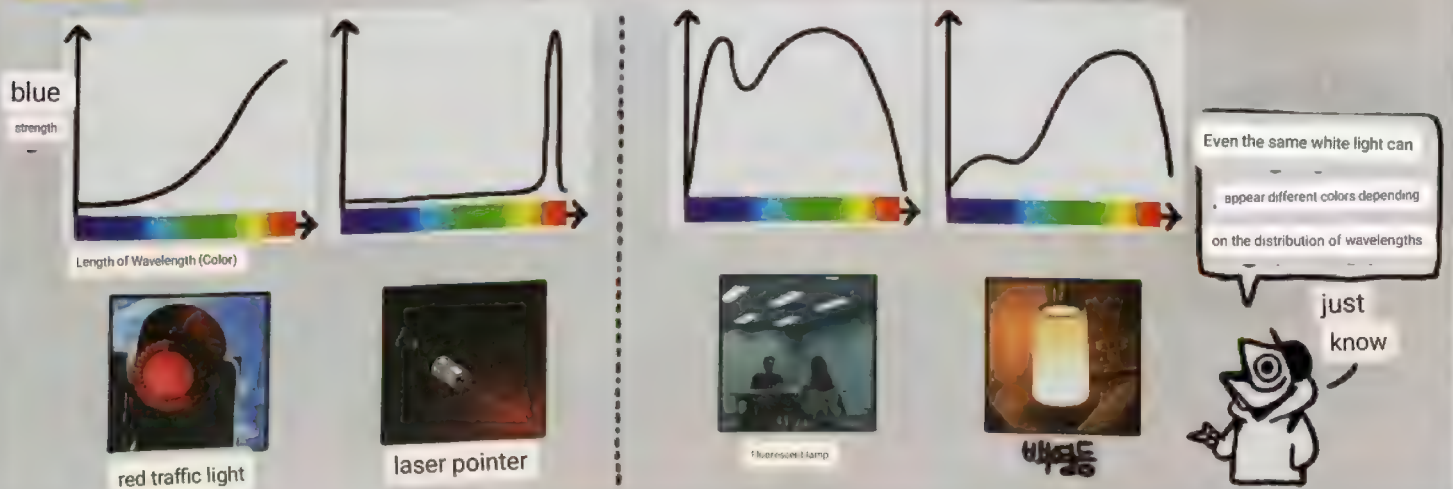 blue
strength
Length of Wavelength (Color)
red traffic light
laser pointer
Fluorescent lamp
Even the same white light can
appear different colors depending
on the distribution of wavelengths
just
know